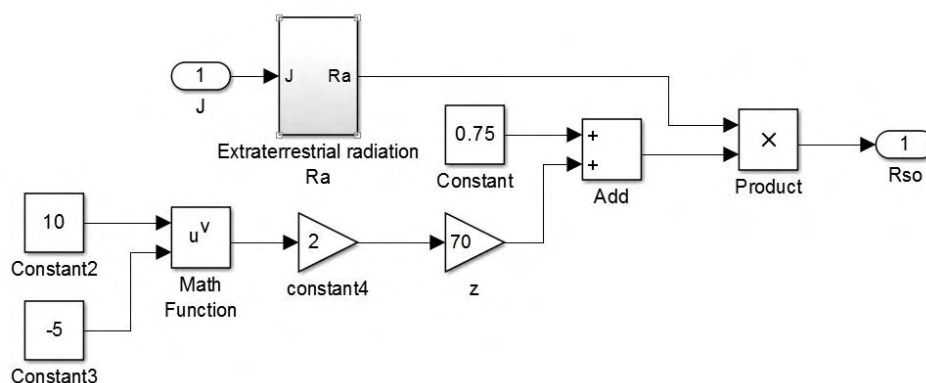 1
J
J
Ra
Extraterrestrial radiation
Ra
0.75
Constant
+
+
Add
×
Product
1
Rso
10
Constant2
-5
Constant3
u^v
Math
Function
2
constant4
70
z